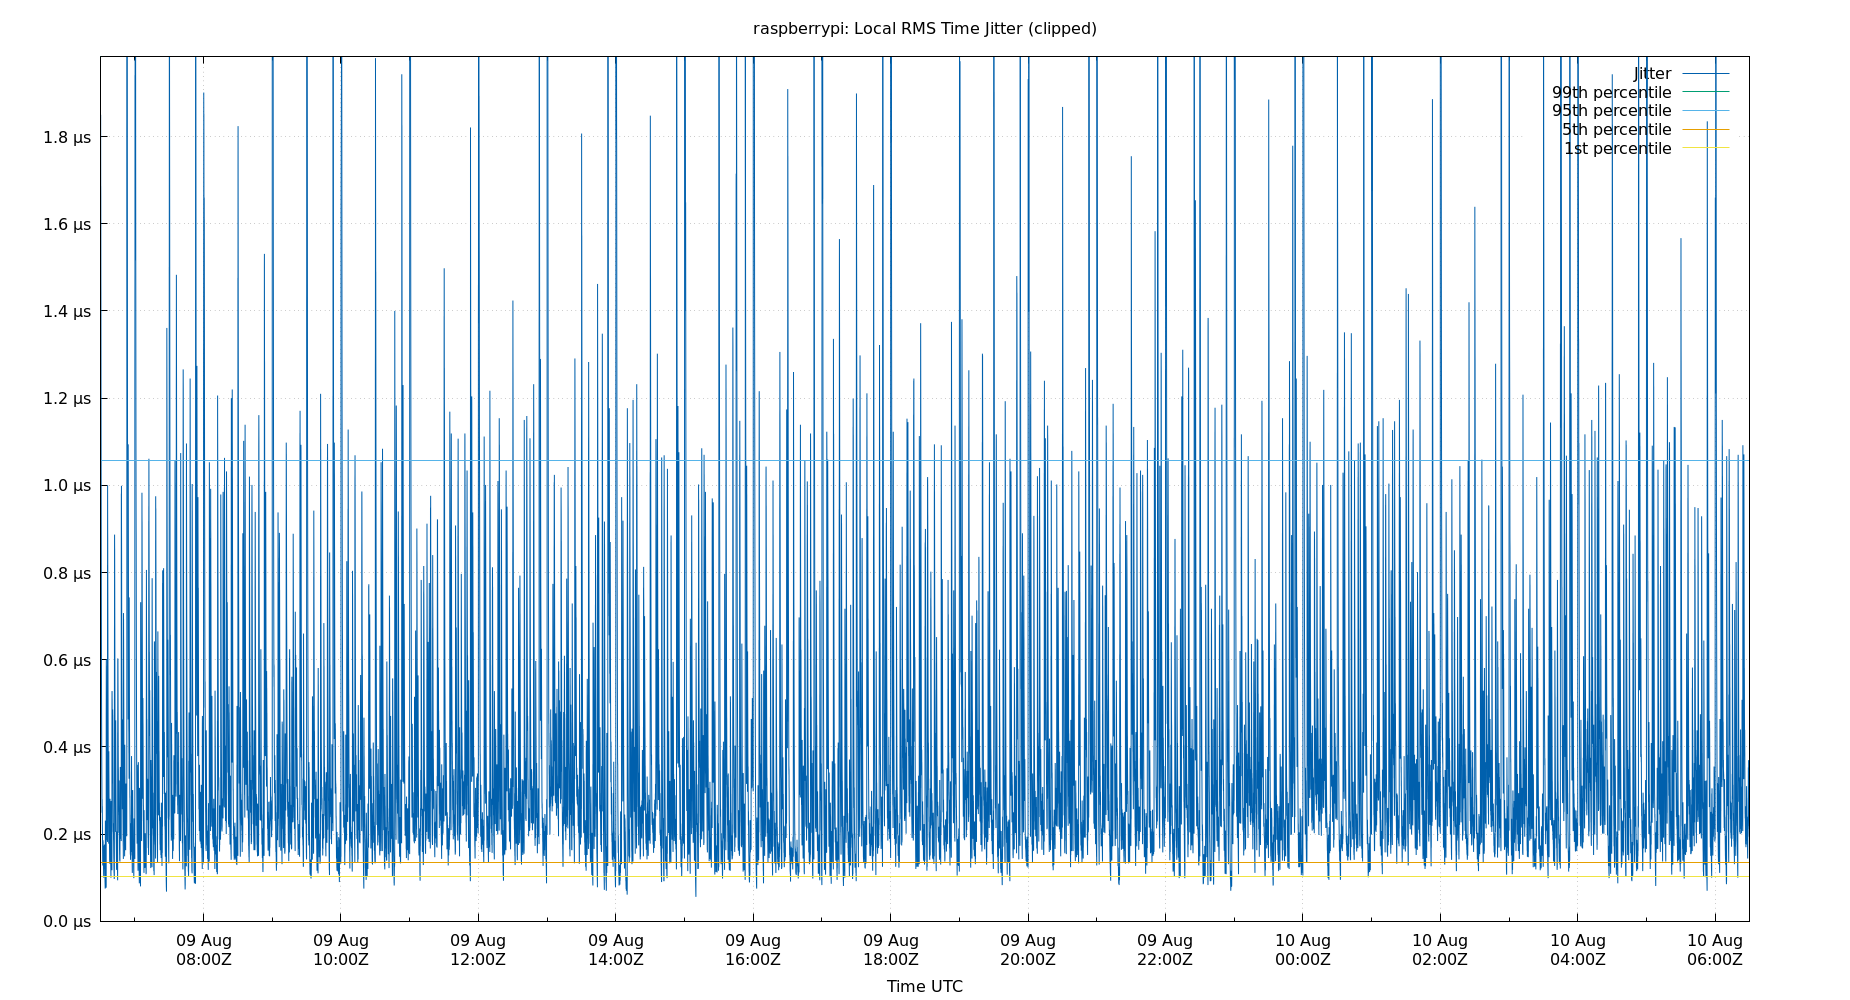 raspberrypi: Local RMS Time Jitter (clipped)
Jitter
99th percentile
95th percentile
5th percentile
1st percentile
1.8 µs
1.6 µs
1.4 µs
1.2 µs
1.0 µs
0.8 µs
0.6 µs
0.4 µs
0.2 µs
0.0 µs
09 Aug 09 Aug 09 Aug 09 Aug 09 Aug 09 Aug 09 Aug 09 Aug 10 Aug 10 Aug 10 Aug 10 Aug
08:00Z 10:00Z 12:00Z 14:00Z 16:00Z 18:00Z 20:00Z 22:00Z 00:00Z 02:00Z 04:00Z 06:00Z
Time UTC